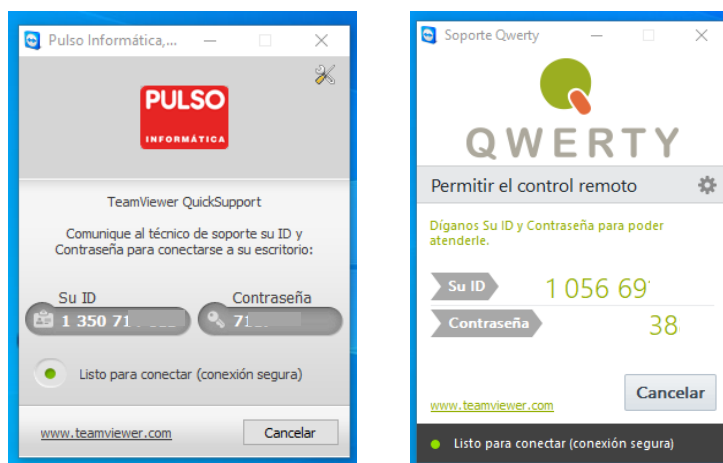 Pulso Informática,...
PULSO
INFORMÁTICA
TeamViewer QuickSupport
Comunique al técnico de soporte su ID y
Contraseña para conectarse a su escritorio:
Su ID
Contraseña
1 350 71
71
Listo para conectar (conexión segura)
www.teamviewer.com
Cancelar
Soporte Qwerty
QWERTY
Permitir el control remoto
Díganos Su ID y Contraseña para poder
atenderle.
Su ID
1 056 69
Contraseña
38
Cancelar
www.teamviewer.com
Listo para conectar (conexión segura)